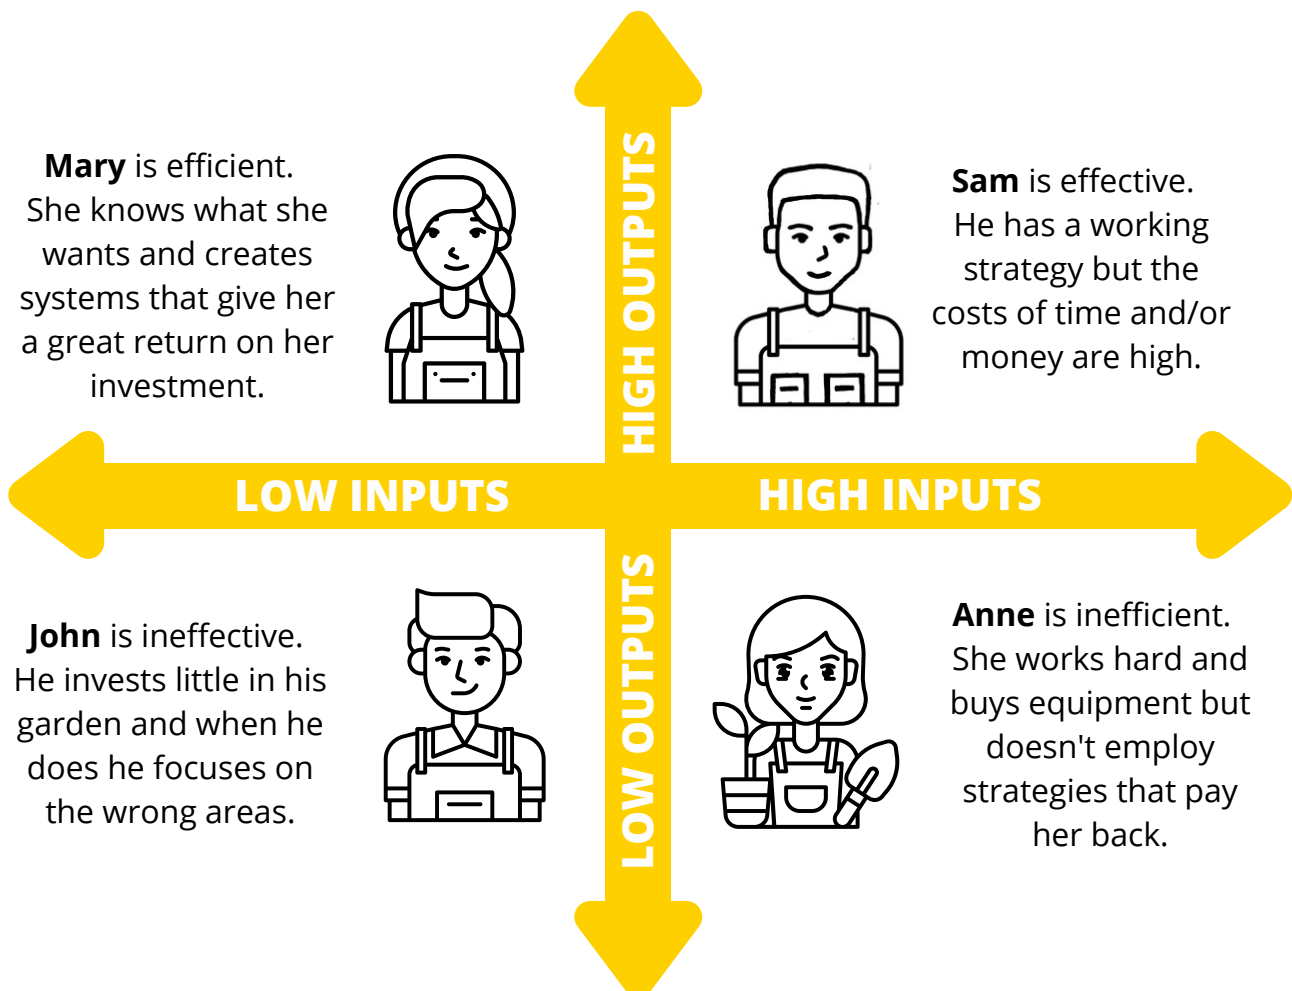 Mary is efficient.
She knows what she
wants and creates
systems that give her
a great return on her
investment.
HIGH OUTPUTS
Sam is effective.
He has a working
strategy but the
costs of time and/or
money are high.
LOW INPUTS
HIGH INPUTS
John is ineffective.
He invests little in his
garden and when he
does he focuses on
the wrong areas.
LOW OUTPUTS
Anne is inefficient.
She works hard and
buys equipment but
doesn't employ
strategies that pay
her back.